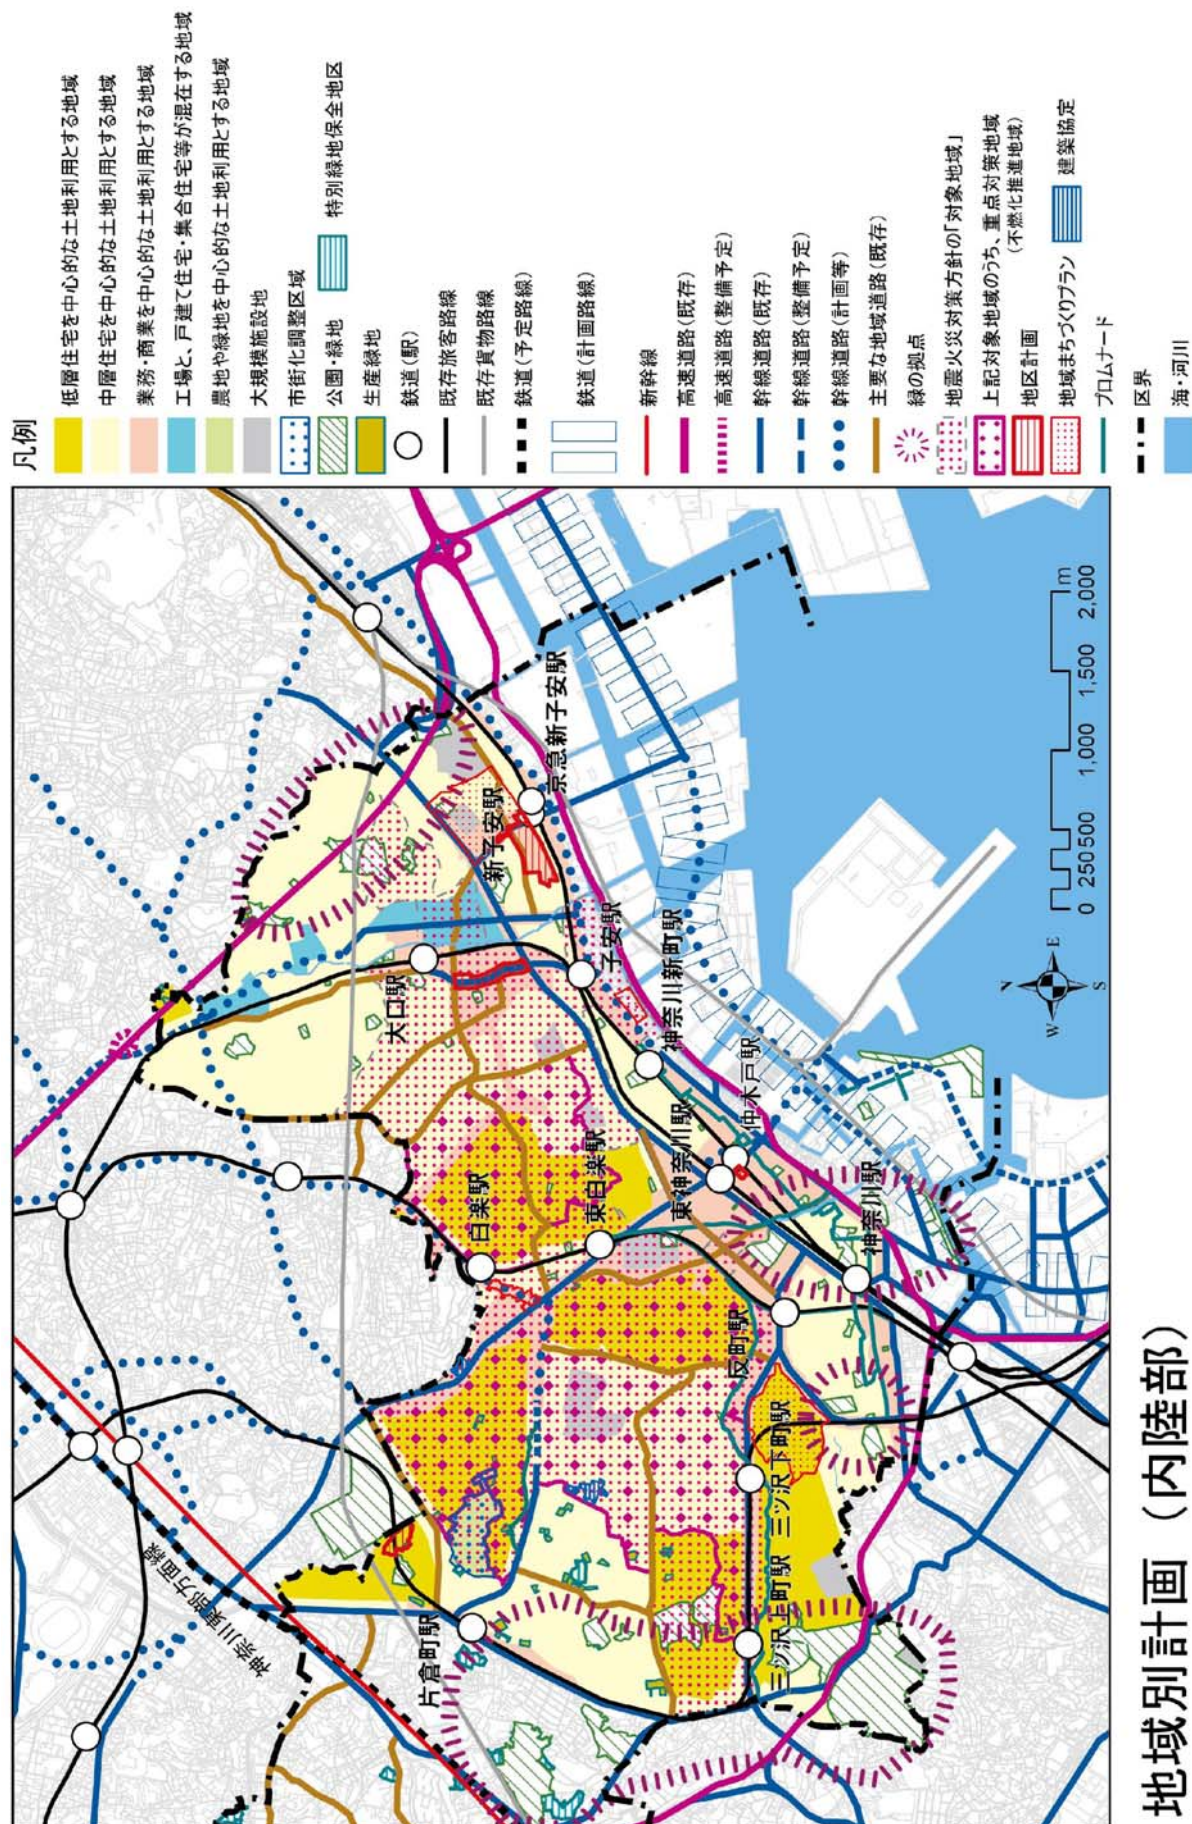 地域別計画 （内陸部）
凡例
低層住宅を中心的な土地利用とする地域
中層住宅を中心的な土地利用とする地域
業務・商業を中心的な土地利用とする地域
工場と、戸建て住宅・集合住宅等が混在する地域
農地や緑地を中心的な土地利用とする地域
大規模施設地
市街化調整区域
公園・緑地
特別緑地保全地区
生産緑地
鉄道(駅)
既存旅客路線
既存貨物路線
鉄道(予定路線)
鉄道(計画路線)
新幹線
高速道路(既存)
高速道路(整備予定)
幹線道路(既存)
幹線道路(整備予定)
幹線道路(計画等)
主要な地域道路(既存)
緑の拠点
地震火災対策方針の「対象地域」
上記対象地域のうち、重点対策地域
(不燃化推進地域)
地区計画
地域まちづくりプラン
建築協定
プロムナード
区界
海・河川
神奈川東部方面線
片倉町駅
三ツ沢上町駅
三ツ沢下町駅
反町駅
白楽駅
東白楽駅
東神奈川駅
神奈川駅
仲木戸駅
神奈川新町駅
子安駅
大口駅
新子安駅
京急新子安駅
N
W
E
S
0 250 500 1,000 1,500 2,000
m